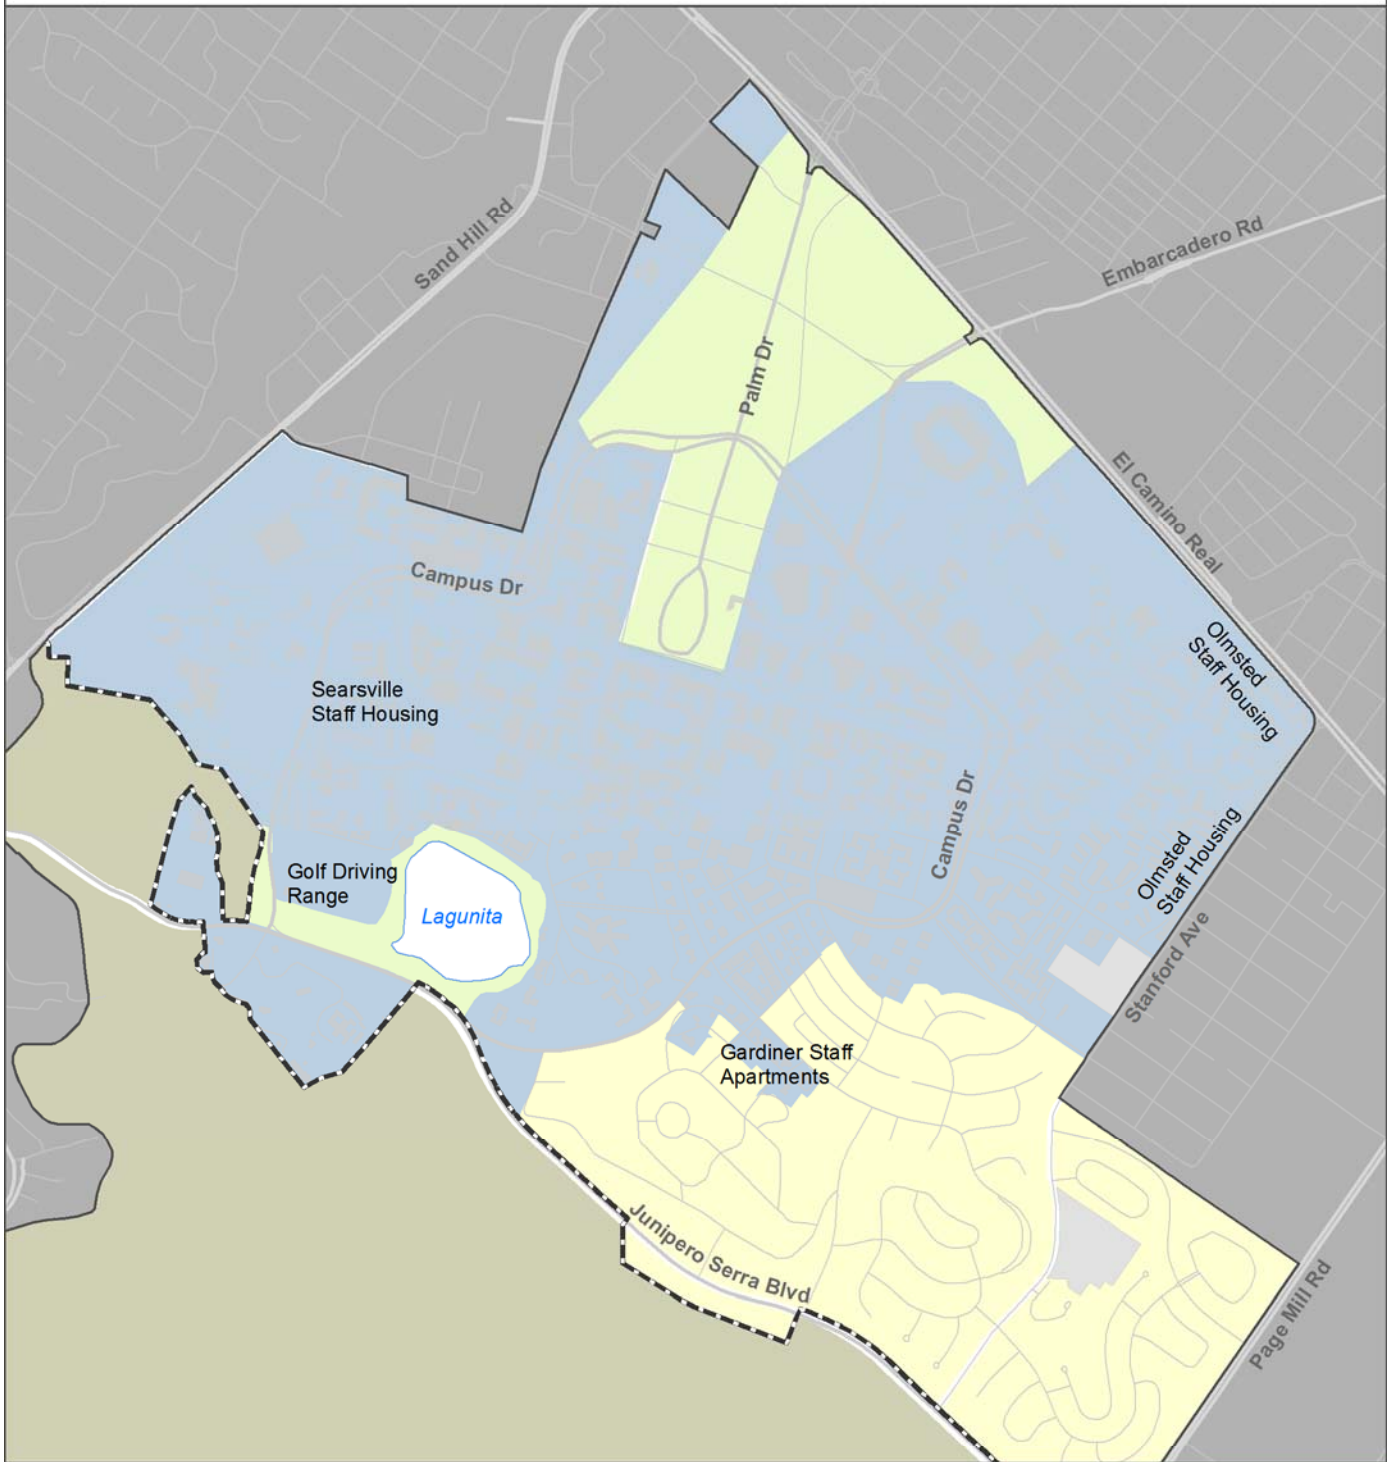 Sand Hill Rd
Embarcadero Rd
Palm Dr
El Camino Real
Campus Dr
Olmsted
Staff Housing
Searsville
Staff Housing
Campus Dr
Olmsted
Staff Housing
Golf Driving
Range
Lagunita
Stanford Ave
Gardiner Staff
Apartments
Junipero Serra Blvd
Page Mill Rd